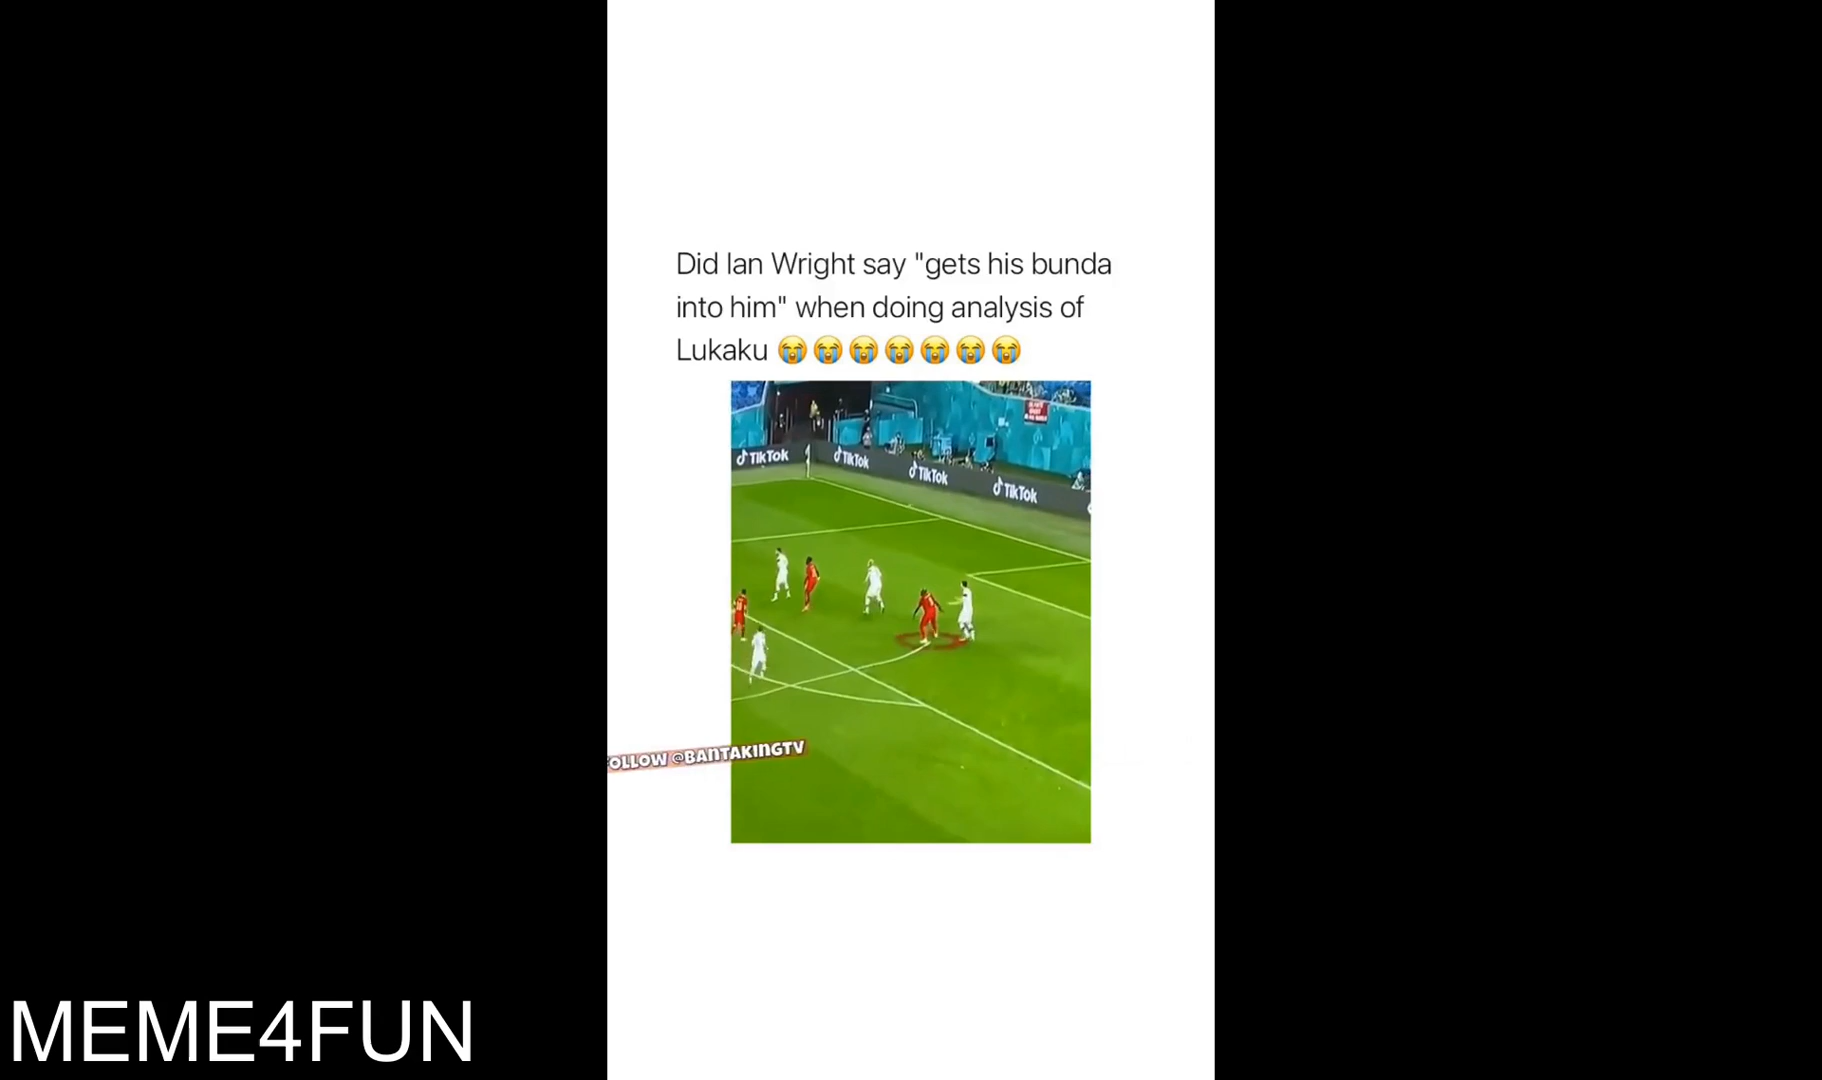 Did Ian Wright say "gets his bunda
into him" when doing analysis of
Lukaku 😭😭😭😭😭😭😭
TikTok
TikTok
TikTok
TikTok
OLLOW @BANTAKINGTV
MEME4FUN